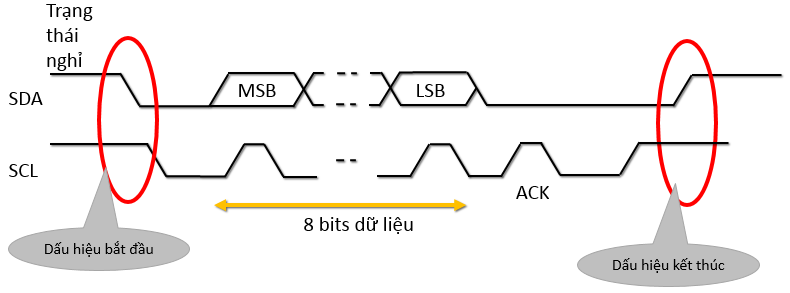 Trạng
thái
nghỉ
SDA
MSB
LSB
SCL
ACK
8 bits dữ liệu
Dấu hiệu bắt đầu
Dấu hiệu kết thúc